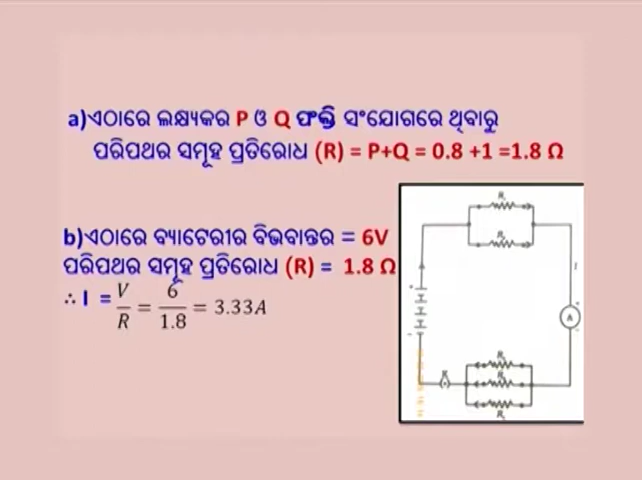 a)ଏଠାରେ ଲକ୍ଷ୍ୟକର P ଓ Q ପଂକ୍ତି ସଂଯୋଗରେ ଥିବାରୁ
ପରିପଥର ସମୂହ ପ୍ରତିରୋଧ (R) = P+Q = 0.8 +1 =1.8 Ω
b)ଏଠାରେ ବ୍ୟାଟେରୀର ବିଭବାନ୍ତର = 6V
ପରିପଥର ସମୂହ ପ୍ରତିରୋଧ (R) = 1.8 Ω
∴ I = V/R = 6/1.8 = 3.33A
A